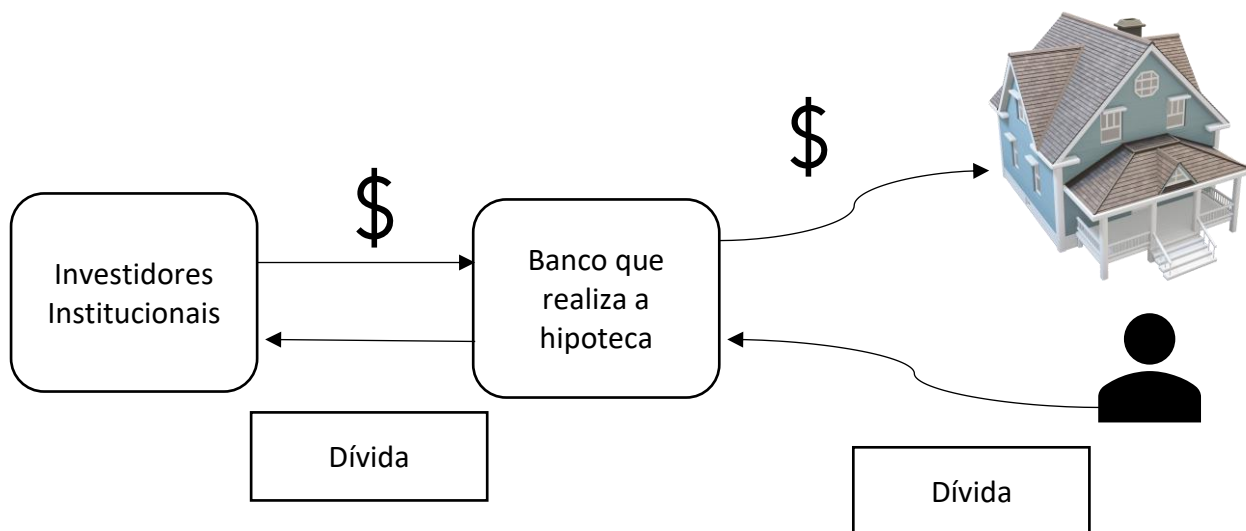 $
$
Investidores
Institucionais
Banco que
realiza a
hipoteca
Dívida
Dívida